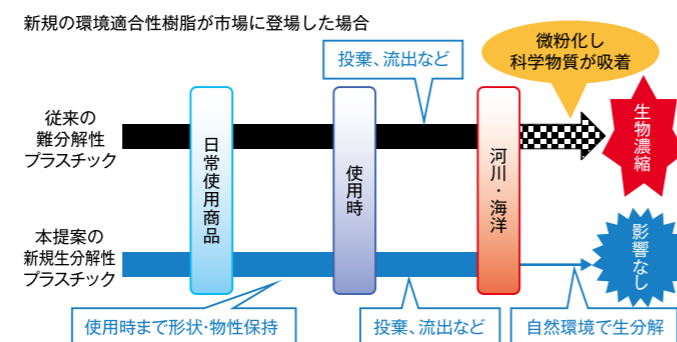 新規の環境適合性樹脂が市場に登場した場合
微粉化し
科学物質が吸着
投棄、流出など
従来の
難分解性
プラスチック
日常使用商品
使用時
河川・海洋
生物濃縮
本提案の
新規生分解性
プラスチック
影響なし
使用時まで形状・物性保持
投棄、流出など
自然環境で生分解